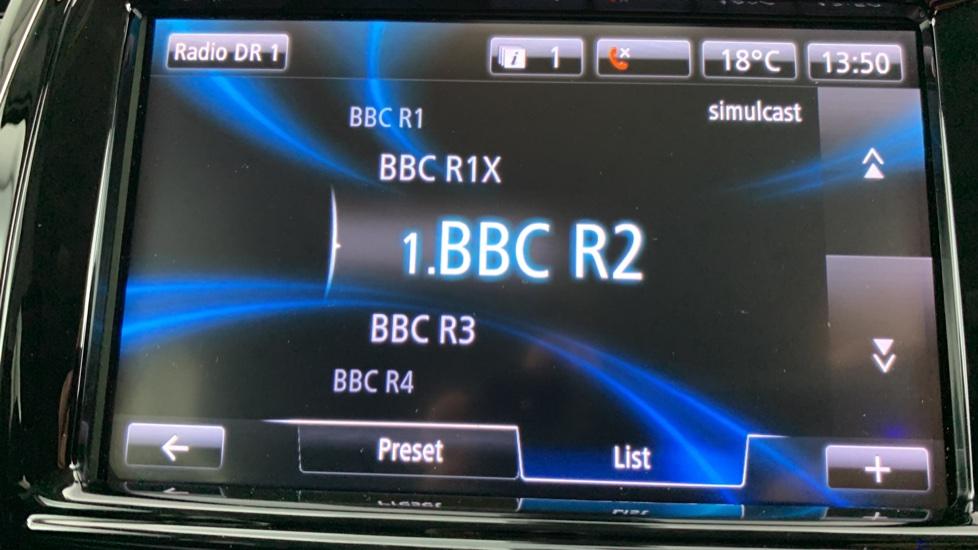 Radio DR 1
i 1
18°C
13:50
BBC R1
simulcast
BBC R1X
1.BBC R2
BBC R3
BBC R4
Preset
List